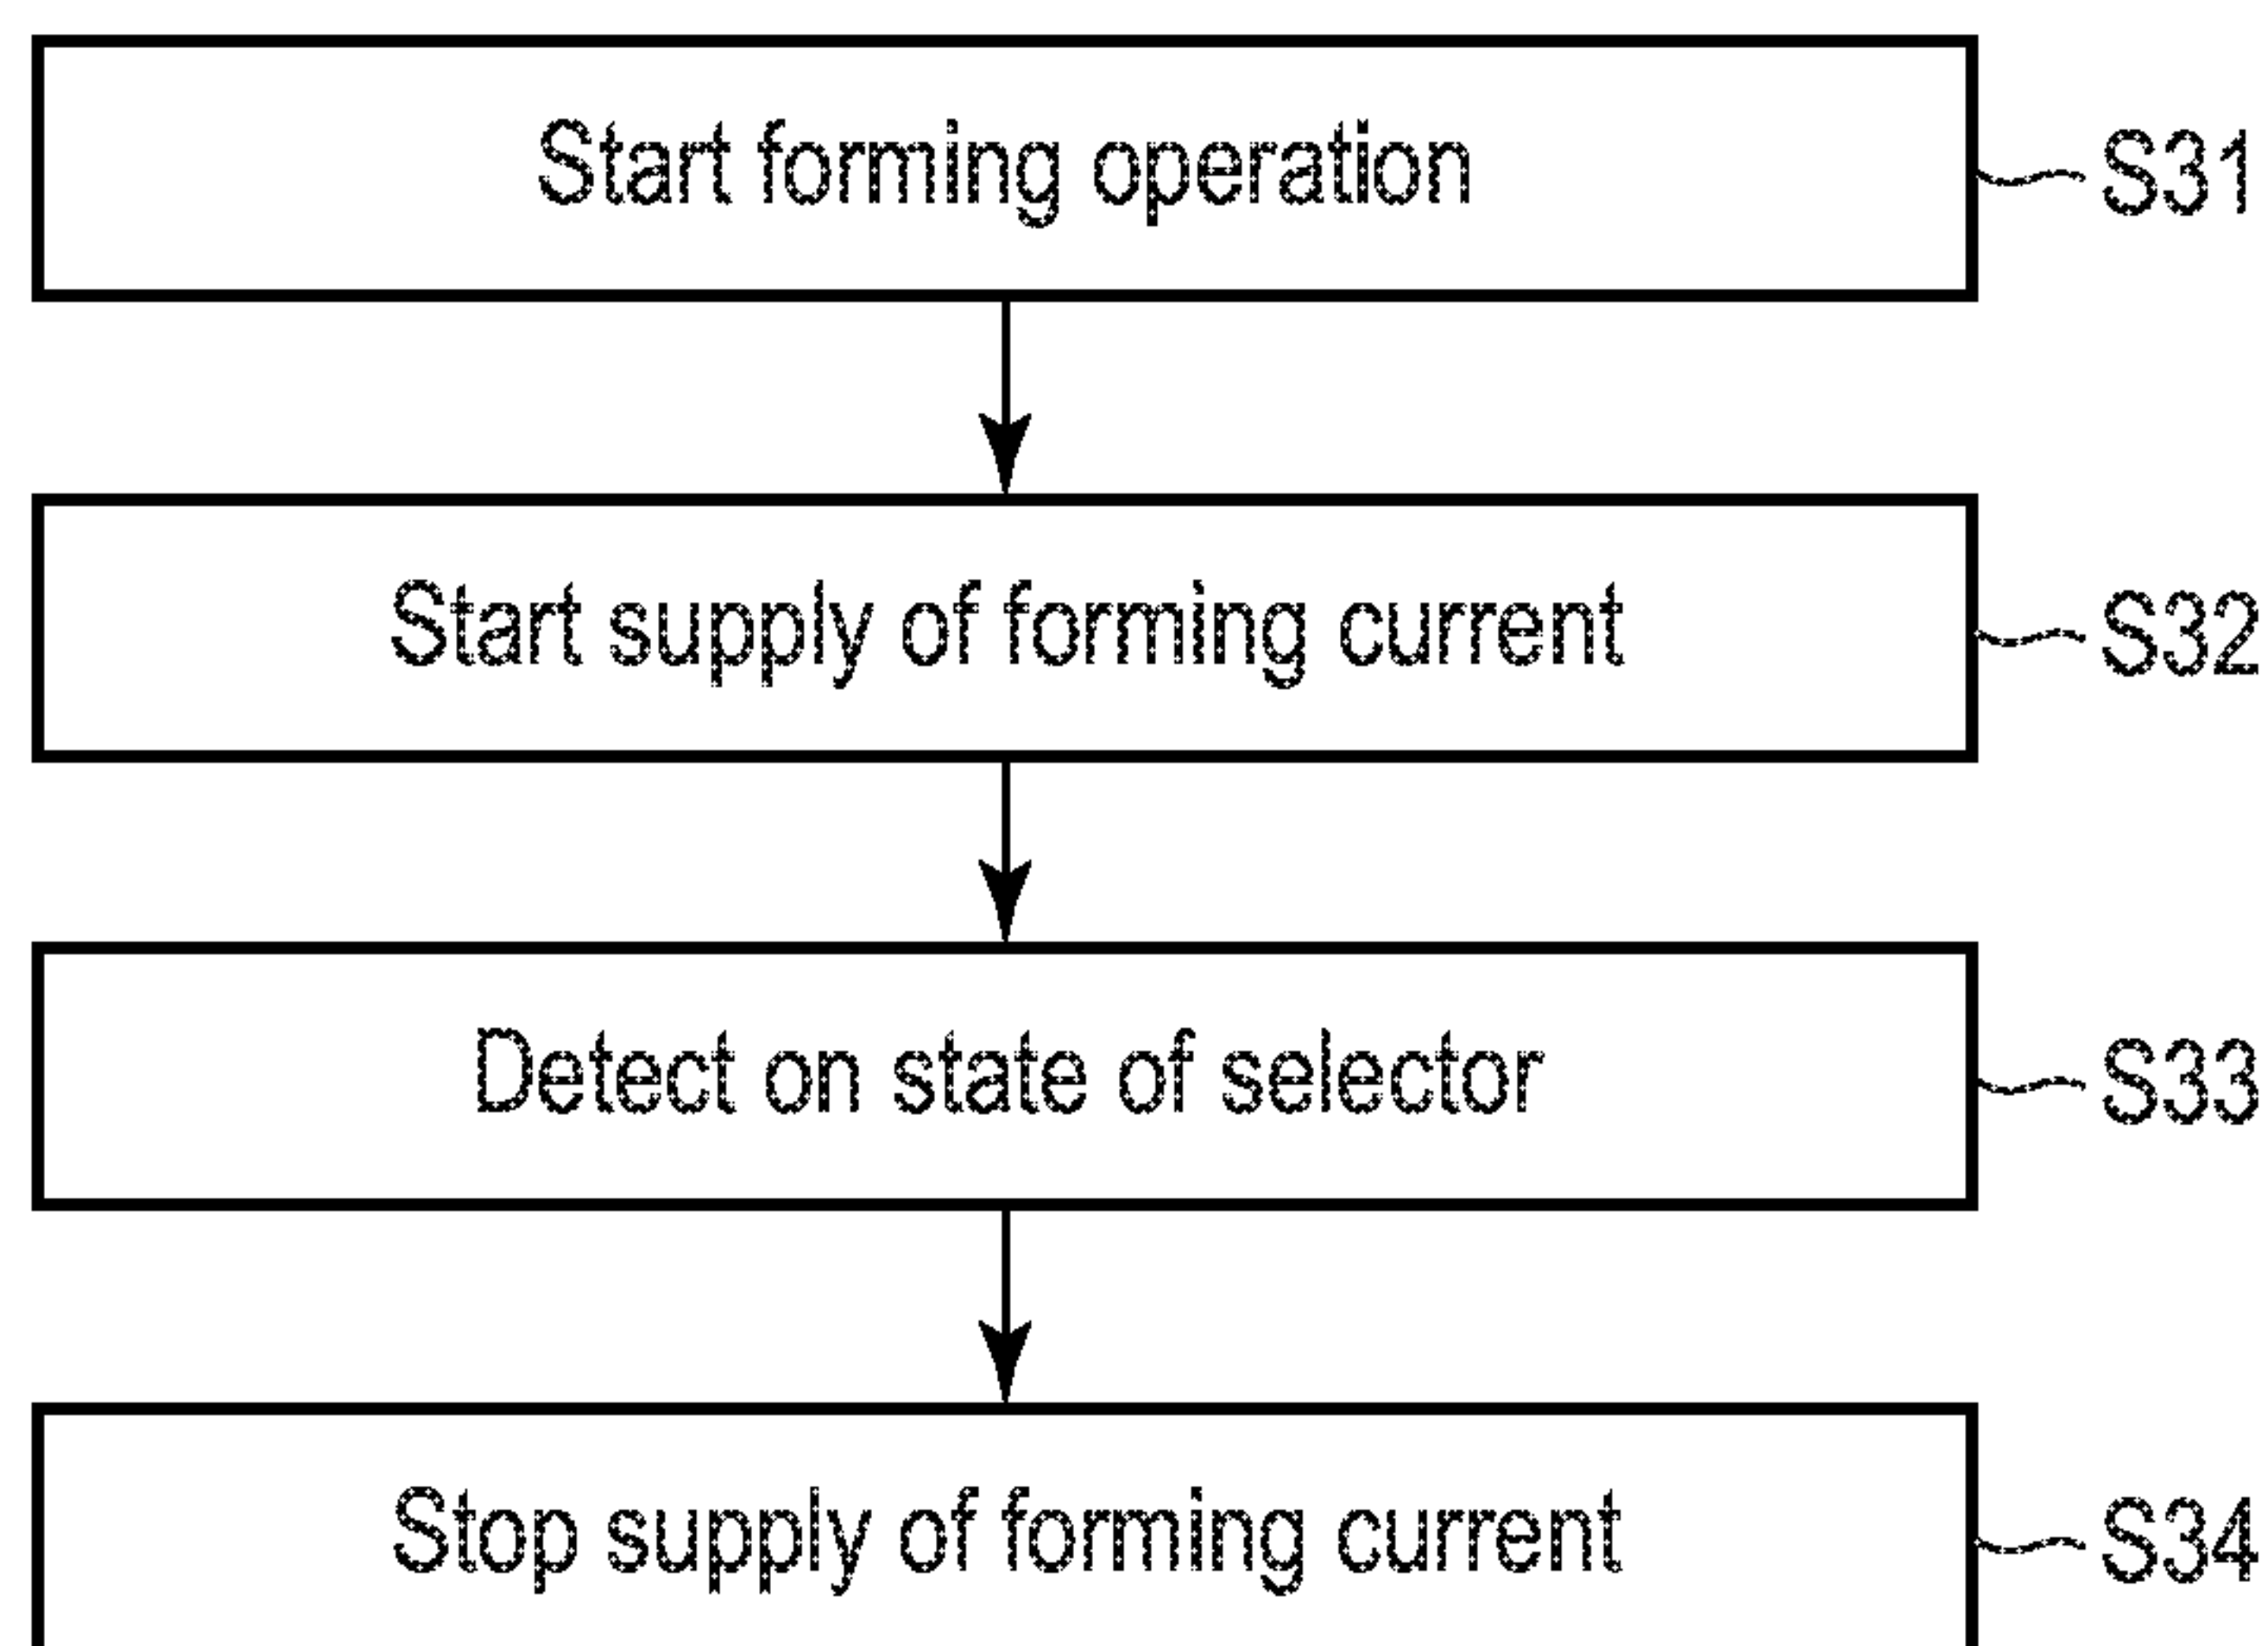 Start forming operation S31
Start supply of forming current S32
Detect on state of selector S33
Stop supply of forming current S34